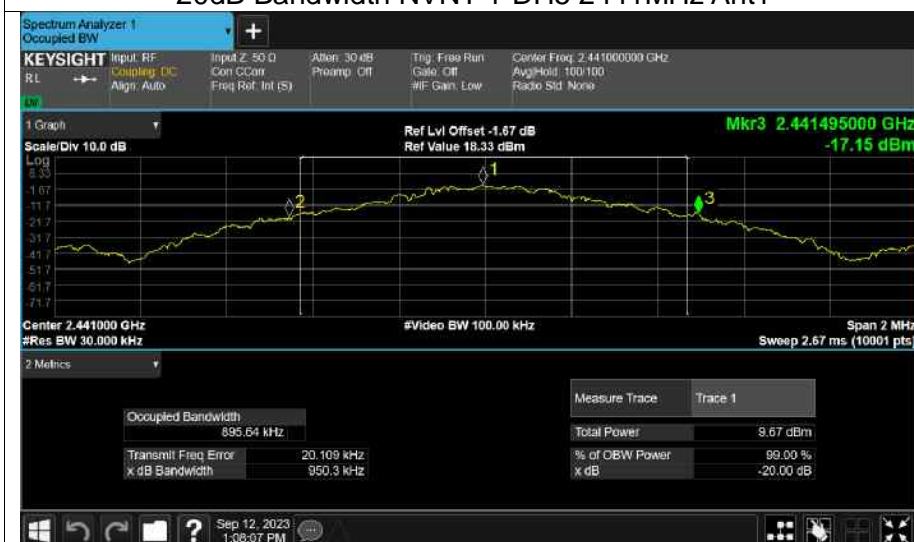 20dB Bandwidth NVNT 1-DH5 2441MHz Ant1
Spectrum Analyzer 1
Occupied BW
+
KEYSIGHT
RL
Input: RF
Coupling: DC
Align: Auto
Input Z: 50 Ω
Corr CCorr
Freq Ref: Int (S)
Atten: 30 dB
Preamp: Off
Trig: Free Run
Gate: Off
#IF Gain: Low
Center Freq: 2.441000000 GHz
Avg|Hold: 100/100
Radio Std: None
1 Graph
Scale/Div 10.0 dB
Ref Lvl Offset -1.67 dB
Ref Value 18.33 dBm
Mkr3 2.441495000 GHz
-17.15 dBm
Log
8.33
-1.67
-11.7
-21.7
-31.7
-41.7
-51.7
-61.7
-71.7
1
2
3
Center 2.441000 GHz
#Res BW 30.000 kHz
#Video BW 100.00 kHz
Span 2 MHz
Sweep 2.67 ms (10001 pts)
2 Metrics
Measure Trace Trace 1
Occupied Bandwidth
895.64 kHz
Total Power 9.67 dBm
Transmit Freq Error 20.109 kHz
% of OBW Power 99.00 %
x dB Bandwidth 950.3 kHz
x dB -20.00 dB
?
Sep 12, 2023
1:08:07 PM